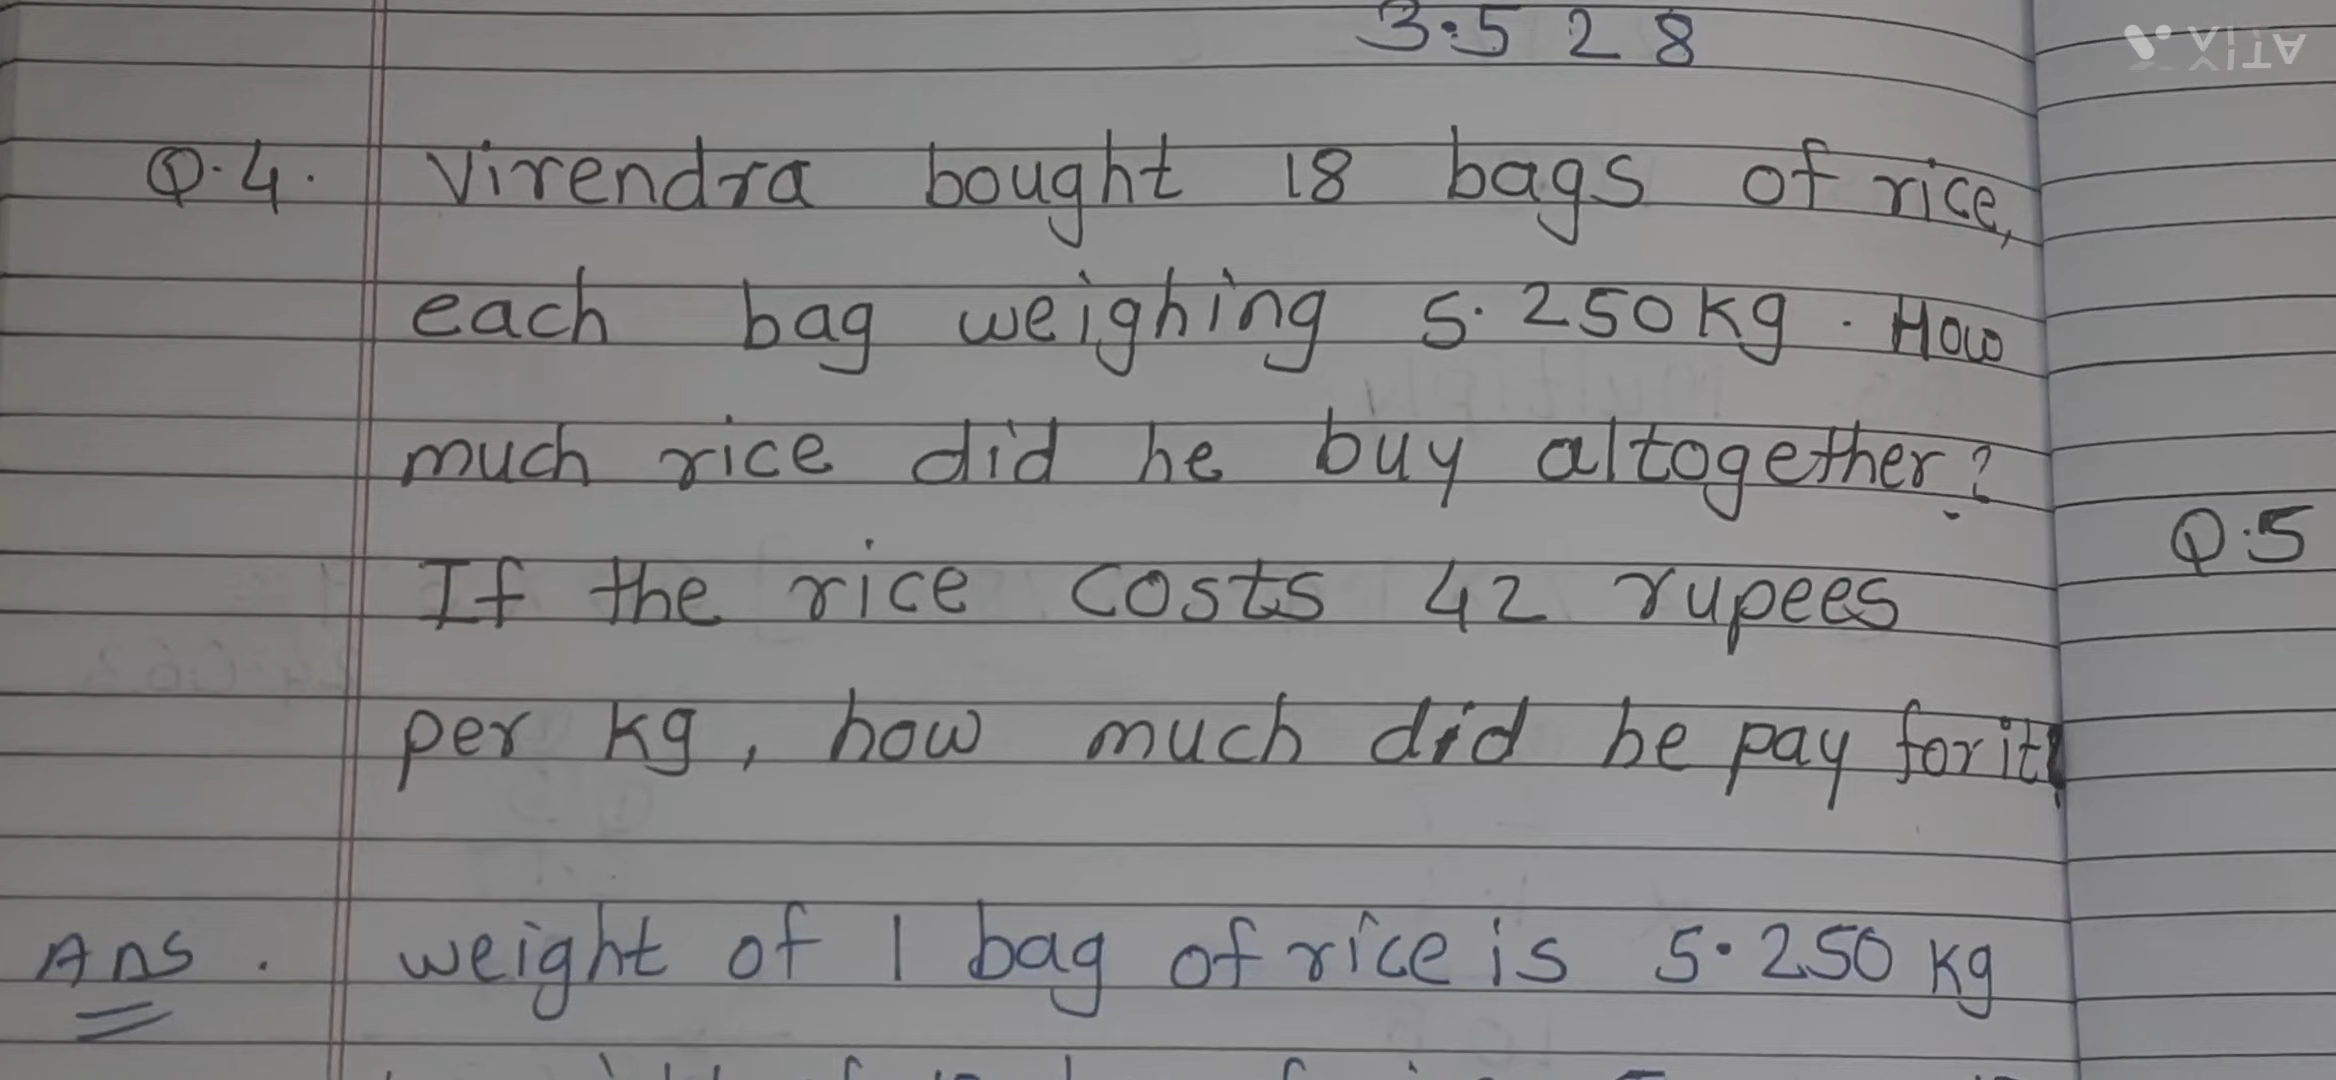 3.528
Q.4. Virendra bought 18 bags of rice,
each bag weighing 5.250kg. How
much rice did he buy altogether?
If the rice costs 42 rupees
per kg, how much did he pay for it
Ans. weight of 1 bag of rice is 5.250 kg
Q.5
VITA